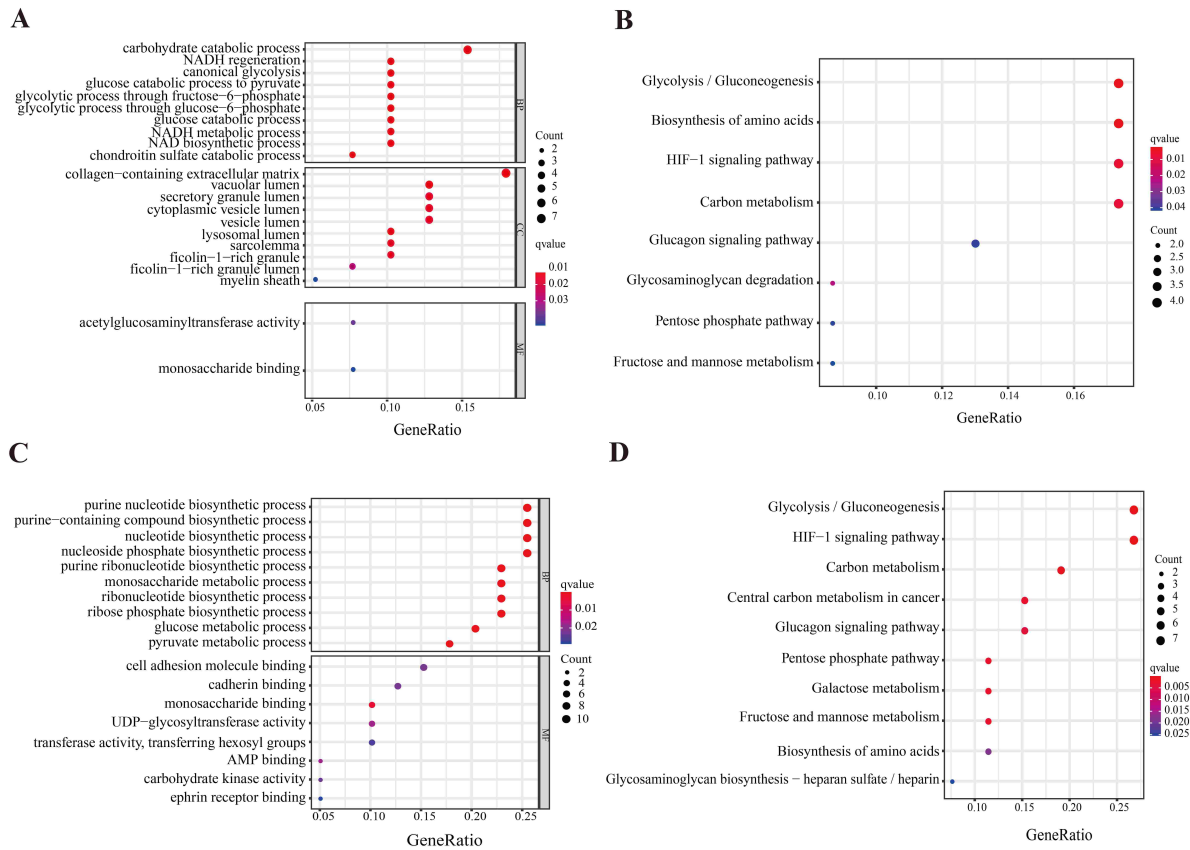 A
carbohydrate catabolic process
NADH regeneration
canonical glycolysis
glucose catabolic process to pyruvate
glycolytic process through fructose−6−phosphate
glycolytic process through glucose−6−phosphate
glucose catabolic process
NADH metabolic process
NAD biosynthetic process
chondroitin sulfate catabolic process
BP
collagen−containing extracellular matrix
vacuolar lumen
secretory granule lumen
cytoplasmic vesicle lumen
vesicle lumen
lysosomal lumen
sarcolemma
ficolin−1−rich granule
ficolin−1−rich granule lumen
myelin sheath
CC
acetylglucosaminyltransferase activity
monosaccharide binding
MF
0.05 0.10 0.15
GeneRatio
Count
2
3
4
5
6
7
qvalue
0.01
0.02
0.03
B
Glycolysis / Gluconeogenesis
Biosynthesis of amino acids
HIF−1 signaling pathway
Carbon metabolism
Glucagon signaling pathway
Glycosaminoglycan degradation
Pentose phosphate pathway
Fructose and mannose metabolism
0.10 0.12 0.14 0.16
GeneRatio
qvalue
0.01
0.02
0.03
0.04
Count
2.0
2.5
3.0
3.5
4.0
C
purine nucleotide biosynthetic process
purine−containing compound biosynthetic process
nucleotide biosynthetic process
nucleoside phosphate biosynthetic process
purine ribonucleotide biosynthetic process
monosaccharide metabolic process
ribonucleotide biosynthetic process
ribose phosphate biosynthetic process
glucose metabolic process
pyruvate metabolic process
BP
cell adhesion molecule binding
cadherin binding
monosaccharide binding
UDP−glycosyltransferase activity
transferase activity, transferring hexosyl groups
AMP binding
carbohydrate kinase activity
ephrin receptor binding
MF
0.05 0.10 0.15 0.20 0.25
GeneRatio
qvalue
0.01
0.02
Count
2
4
6
8
10
D
Glycolysis / Gluconeogenesis
HIF−1 signaling pathway
Carbon metabolism
Central carbon metabolism in cancer
Glucagon signaling pathway
Pentose phosphate pathway
Galactose metabolism
Fructose and mannose metabolism
Biosynthesis of amino acids
Glycosaminoglycan biosynthesis − heparan sulfate / heparin
0.10 0.15 0.20 0.25
GeneRatio
Count
2
3
4
5
6
7
qvalue
0.005
0.010
0.015
0.020
0.025